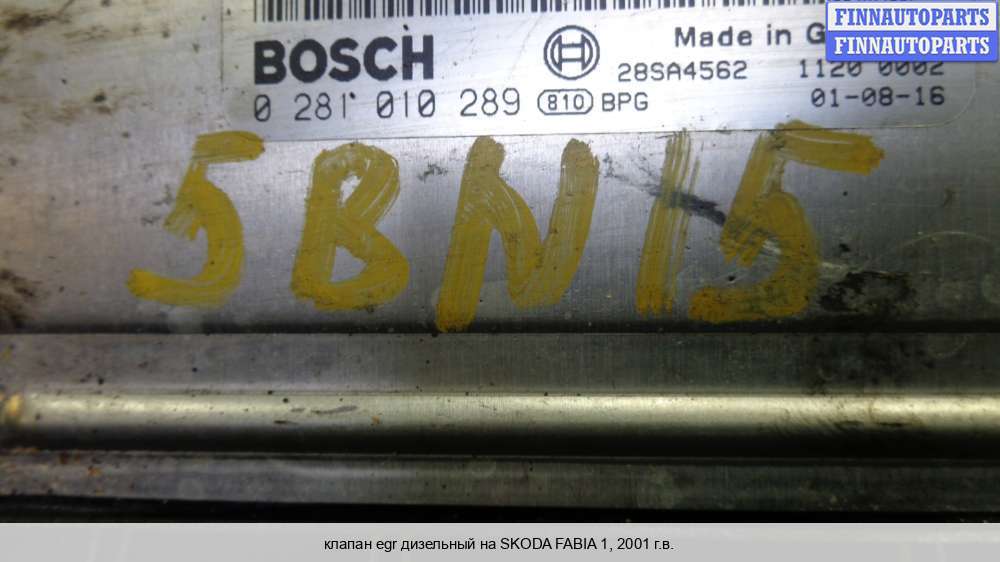 FINNAUTOPARTS
FINNAUTOPARTS
BOSCH
Made in G
28SA4562 1120 0002
0 281 010 289 810 BPG 01-08-16
5BN15
клапан egr дизельный на SKODA FABIA 1, 2001 г.в.